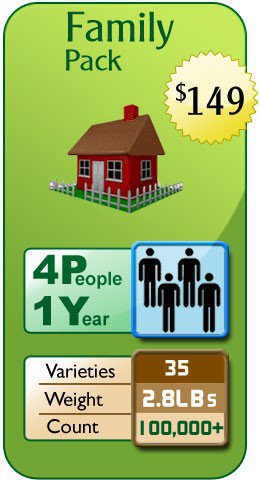 Family
Pack
$149
4People
1Year
Varieties 35
Weight 2.8LBs
Count 100,000+